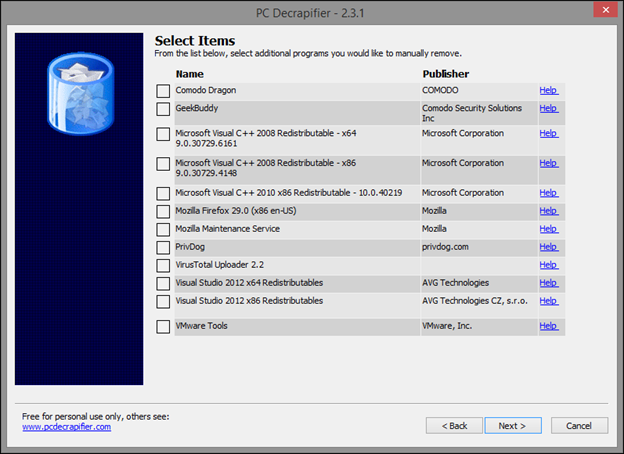 PC Decrapifier - 2.3.1
Select Items
From the list below, select additional programs you would like to manually remove.
Name Publisher
Comodo Dragon COMODO Help
GeekBuddy Comodo Security Solutions Help
Inc
Microsoft Visual C++ 2008 Redistributable - x64 Microsoft Corporation Help
9.0.30729.6161
Microsoft Visual C++ 2008 Redistributable - x86 Microsoft Corporation Help
9.0.30729.4148
Microsoft Visual C++ 2010 x86 Redistributable - 10.0.40219 Microsoft Corporation Help
Mozilla Firefox 29.0 (x86 en-US) Mozilla Help
Mozilla Maintenance Service Mozilla Help
PrivDog privdog.com Help
VirusTotal Uploader 2.2 Help
Visual Studio 2012 x64 Redistributables AVG Technologies Help
Visual Studio 2012 x86 Redistributables AVG Technologies CZ, s.r.o. Help
VMware Tools VMware, Inc. Help
Free for personal use only, others see:
www.pcdecrapifier.com
< Back Next > Cancel